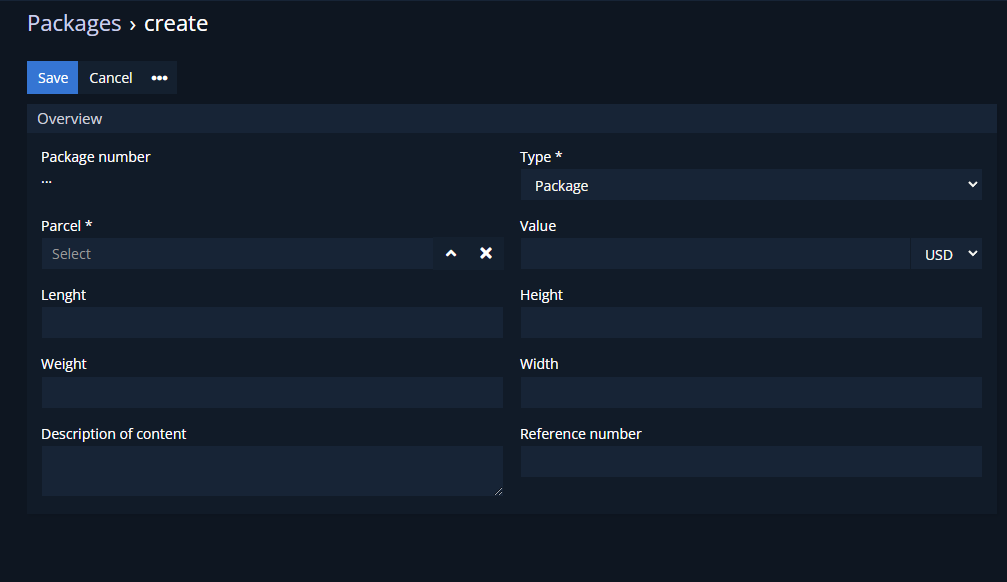 Packages › create
Save Cancel •••
Overview
Package number
...
Type *
Package
Parcel *
Select
Value
USD
Lenght
Height
Weight
Width
Description of content
Reference number